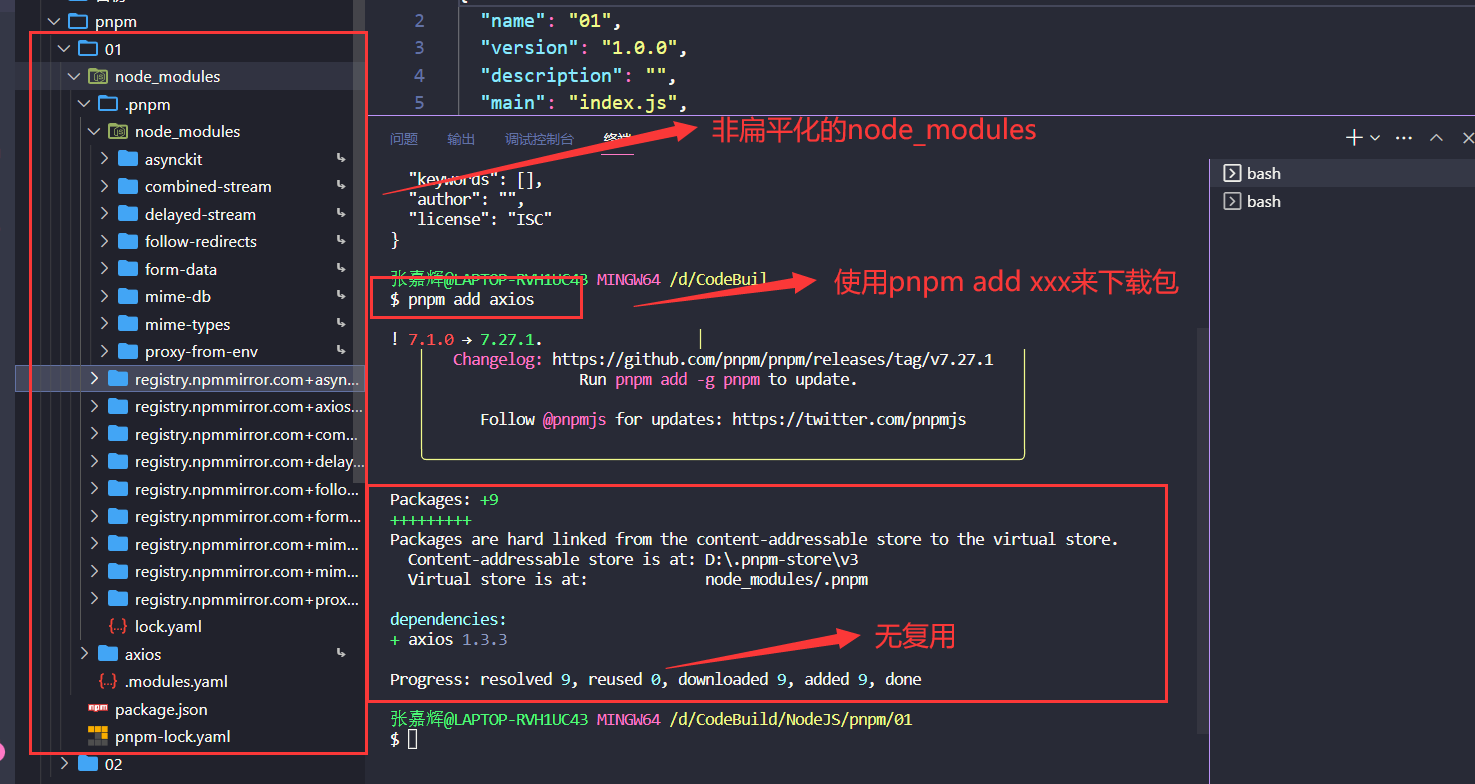 pnpm
01
node_modules
.pnpm
node_modules
asynckit
combined-stream
delayed-stream
follow-redirects
form-data
mime-db
mime-types
proxy-from-env
registry.npmmirror.com+asyn...
registry.npmmirror.com+axios...
registry.npmmirror.com+com...
registry.npmmirror.com+delay...
registry.npmmirror.com+follo...
registry.npmmirror.com+form...
registry.npmmirror.com+mim...
registry.npmmirror.com+mim...
registry.npmmirror.com+prox...
lock.yaml
axios
.modules.yaml
package.json
pnpm-lock.yaml
02
2 "name": "01",
3 "version": "1.0.0",
4 "description": "",
5 "main": "index.js",
问题 输出 调试控制台 终端
非扁平化的node_modules
"keywords": [],
"author": "",
"license": "ISC"
}
张嘉辉@LAPTOP-RVH1UC43 MINGW64 /d/CodeBuil
$ pnpm add axios
使用pnpm add xxx来下载包
! 7.1.0 → 7.27.1.
Changelog: https://github.com/pnpm/pnpm/releases/tag/v7.27.1
Run pnpm add -g pnpm to update.
Follow @pnpmjs for updates: https://twitter.com/pnpmjs
Packages: +9
+++++++++
Packages are hard linked from the content-addressable store to the virtual store.
Content-addressable store is at: D:\.pnpm-store\v3
Virtual store is at: node_modules/.pnpm
dependencies:
+ axios 1.3.3
无复用
Progress: resolved 9, reused 0, downloaded 9, added 9, done
张嘉辉@LAPTOP-RVH1UC43 MINGW64 /d/CodeBuild/NodeJS/pnpm/01
$
bash
bash